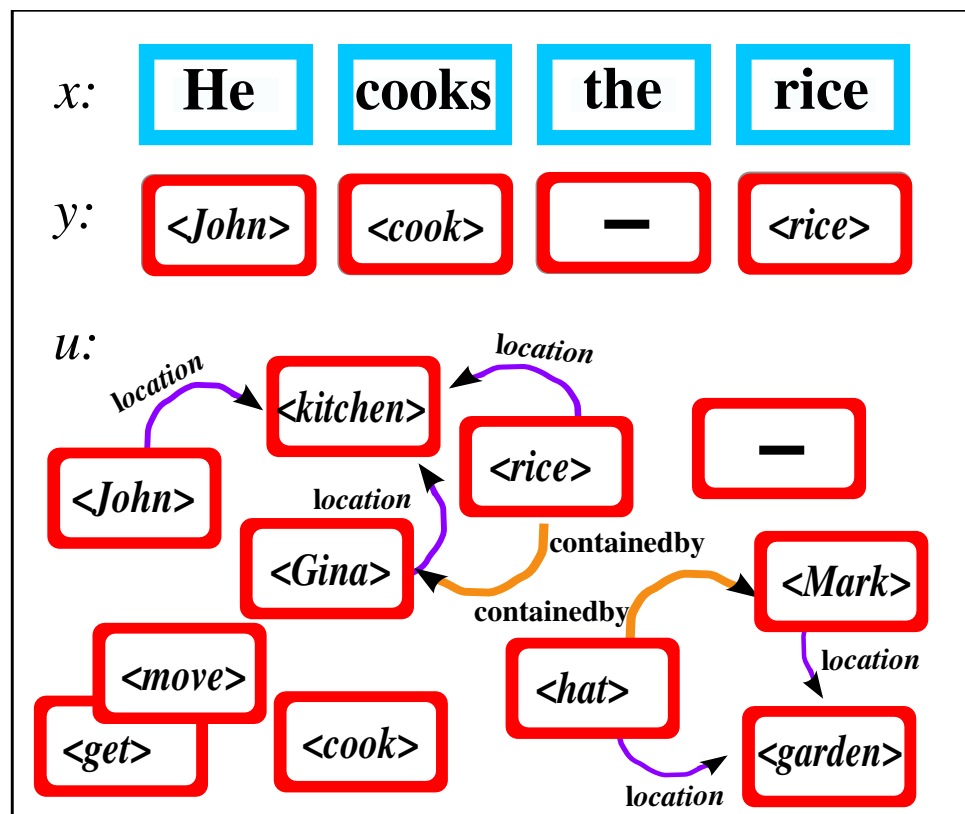 x: He cooks the rice
y: <John> <cook> – <rice>
u:
location
location
<kitchen>
<rice>
–
<John>
location
containedby
<Gina>
<Mark>
containedby
<move>
location
<hat>
<get>
<cook>
<garden>
location